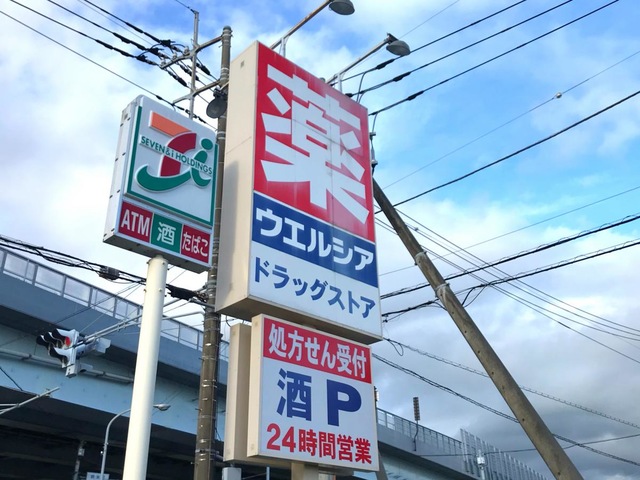 SEVEN & i HOLDINGS
ATM
酒
たばこ
薬
ウエルシア
ドラッグストア
処方せん受付
酒 P
24時間営業